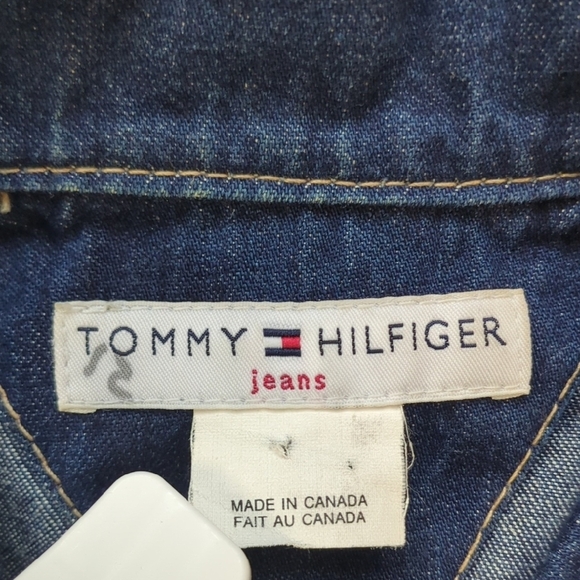 TOMMY HILFIGER
jeans
MADE IN CANADA
FAIT AU CANADA